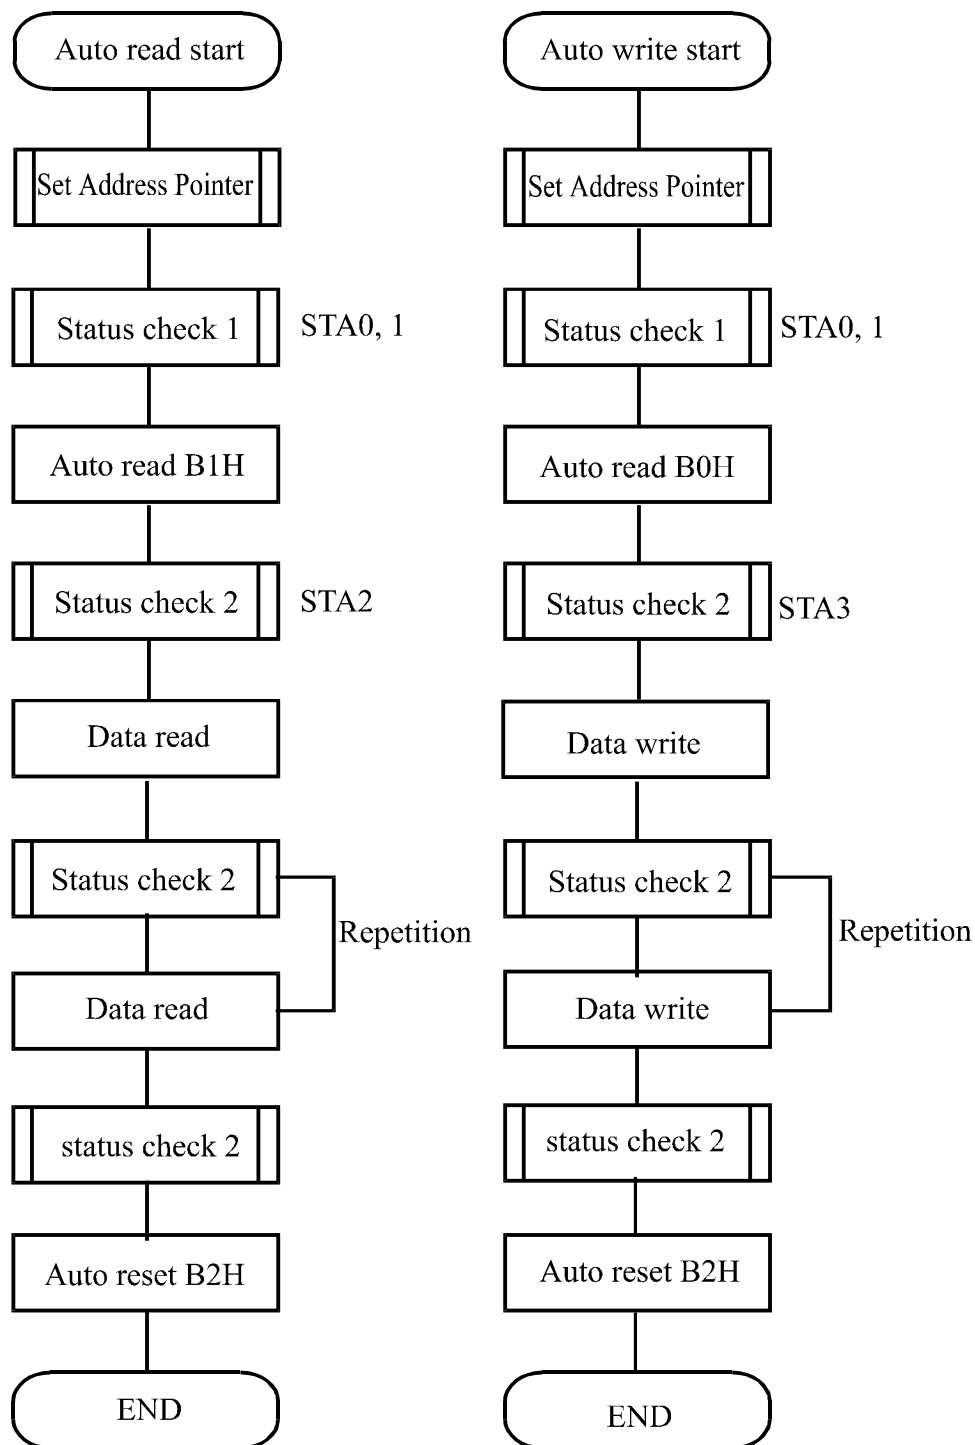 Auto read start
Set Address Pointer
Status check 1
STA0, 1
Auto read B1H
Status check 2
STA2
Data read
Status check 2
Repetition
Data read
status check 2
Auto reset B2H
END
Auto write start
Set Address Pointer
Status check 1
STA0, 1
Auto read B0H
Status check 2
STA3
Data write
Status check 2
Repetition
Data write
status check 2
Auto reset B2H
END